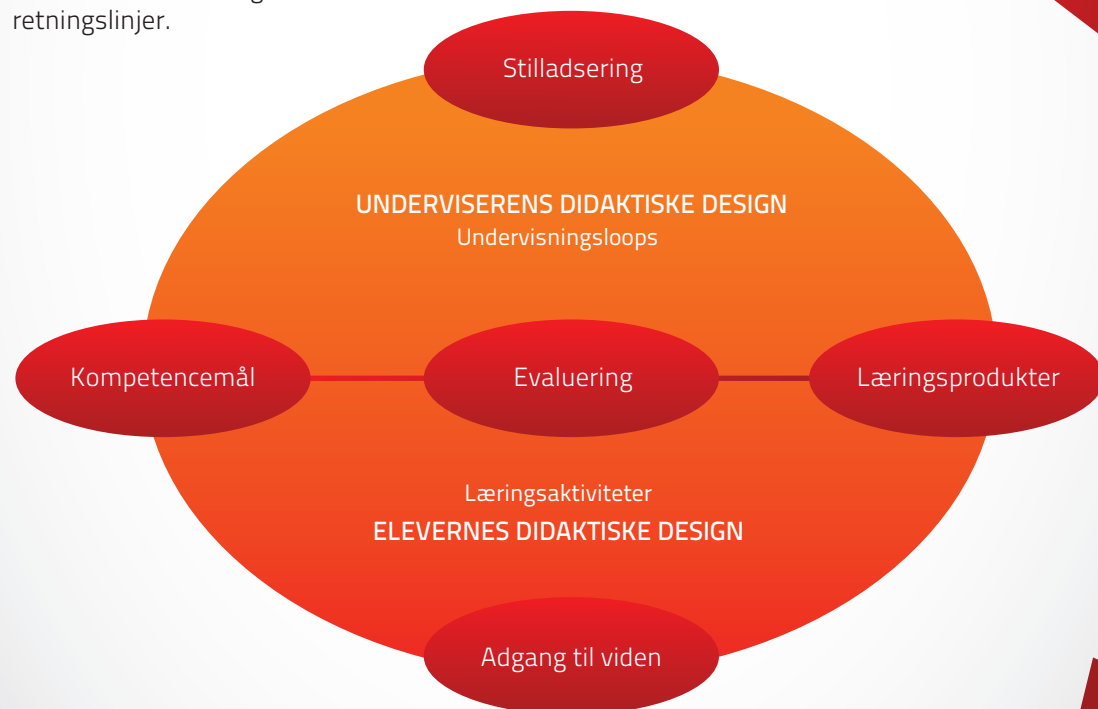 retningslinjer.
Stilladsering
UNDERVISERENS DIDAKTISKE DESIGN
Undervisningsloops
Kompetencemål
Evaluering
Læringsprodukter
Læringsaktiviteter
ELEVERNES DIDAKTISKE DESIGN
Adgang til viden